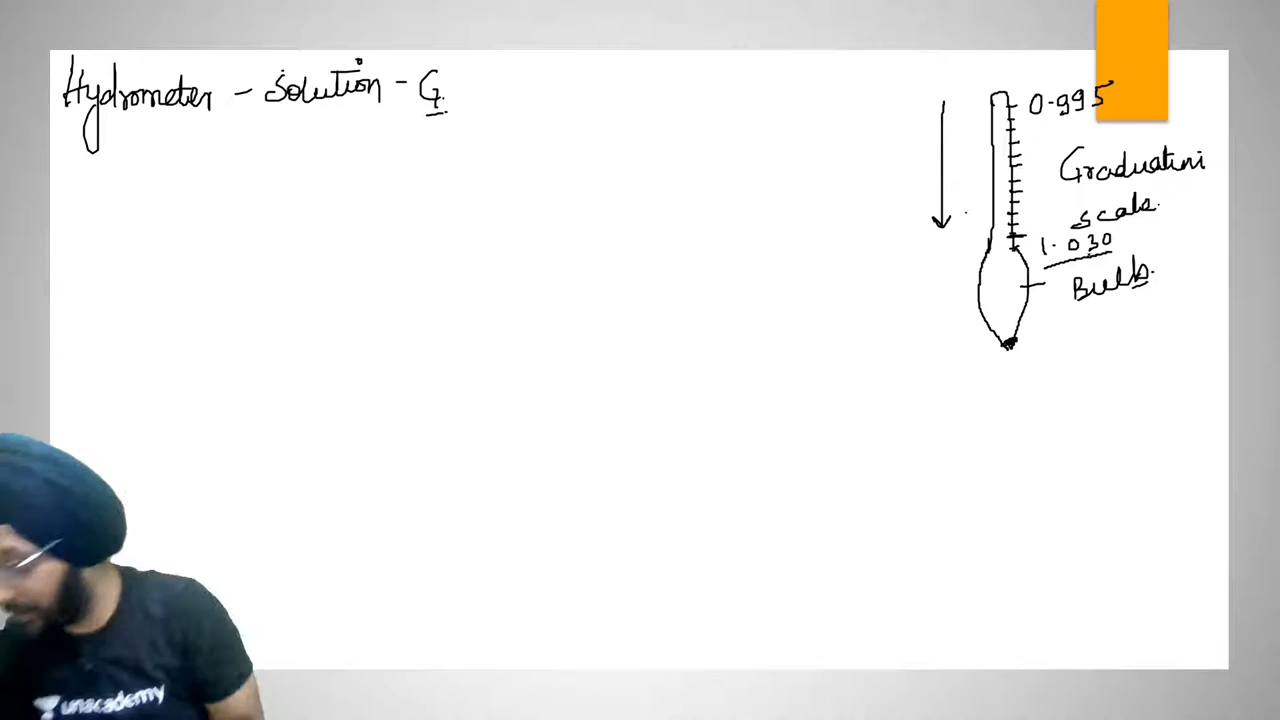 Hydrometer - Solution - G
0.995
Graduation
scale.
1.030
Bulb.
unacademy